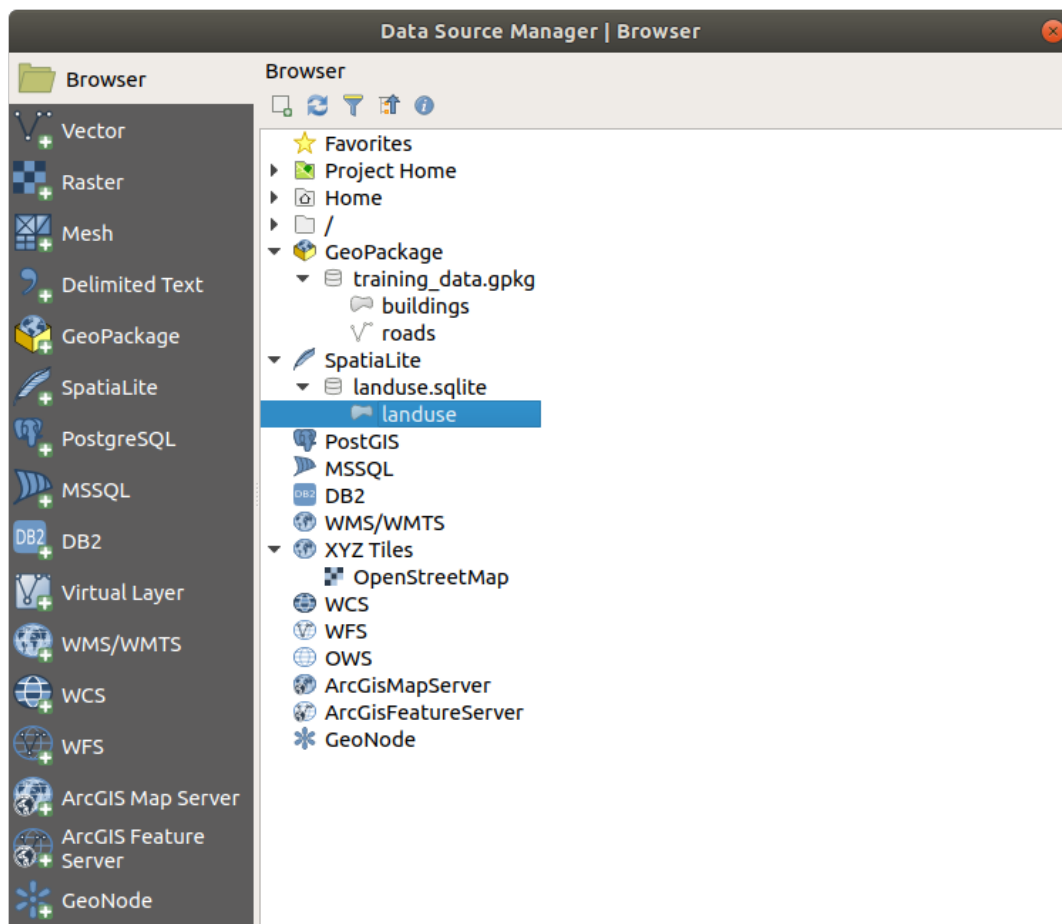 Data Source Manager | Browser
Browser
Vector
Raster
Mesh
Delimited Text
GeoPackage
SpatiaLite
PostgreSQL
MSSQL
DB2
DB2
Virtual Layer
WMS/WMTS
WCS
WFS
ArcGIS Map Server
ArcGIS Feature
Server
GeoNode
Browser
Favorites
Project Home
Home
/
GeoPackage
training_data.gpkg
buildings
roads
SpatiaLite
landuse.sqlite
landuse
PostGIS
MSSQL
DB2
DB2
WMS/WMTS
XYZ Tiles
OpenStreetMap
WCS
WFS
OWS
ArcGisMapServer
ArcGisFeatureServer
GeoNode